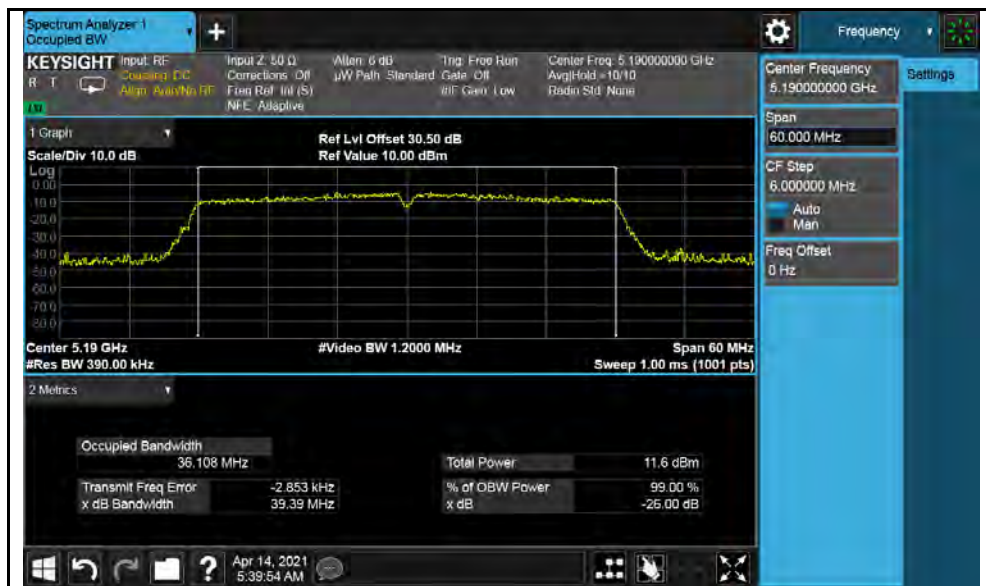 Spectrum Analyzer 1
Occupied BW
+
Frequency
KEYSIGHT
R T
Input: RF
Coupling: DC
Align: Auto/No RF
Input Z: 50 Ω
Corrections: Off
Freq Ref: Int (S)
NFE: Adaptive
Atten: 6 dB
µW Path: Standard
Trig: Free Run
Gate: Off
#IF Gain: Low
Center Freq: 5.190000000 GHz
Avg|Hold: >10/10
Radio Std: None
Center Frequency
5.190000000 GHz
Settings
Span
60.000 MHz
CF Step
6.000000 MHz
Auto
Man
Freq Offset
0 Hz
1 Graph
Scale/Div 10.0 dB
Ref Lvl Offset 30.50 dB
Ref Value 10.00 dBm
Log
0.00
-10.0
-20.0
-30.0
-40.0
-50.0
-60.0
-70.0
-80.0
Center 5.19 GHz
#Video BW 1.2000 MHz
Span 60 MHz
#Res BW 390.00 kHz
Sweep 1.00 ms (1001 pts)
2 Metrics
Occupied Bandwidth
36.108 MHz
Total Power 11.6 dBm
Transmit Freq Error -2.853 kHz
% of OBW Power 99.00 %
x dB Bandwidth 39.39 MHz
x dB -26.00 dB
?
Apr 14, 2021
5:39:54 AM